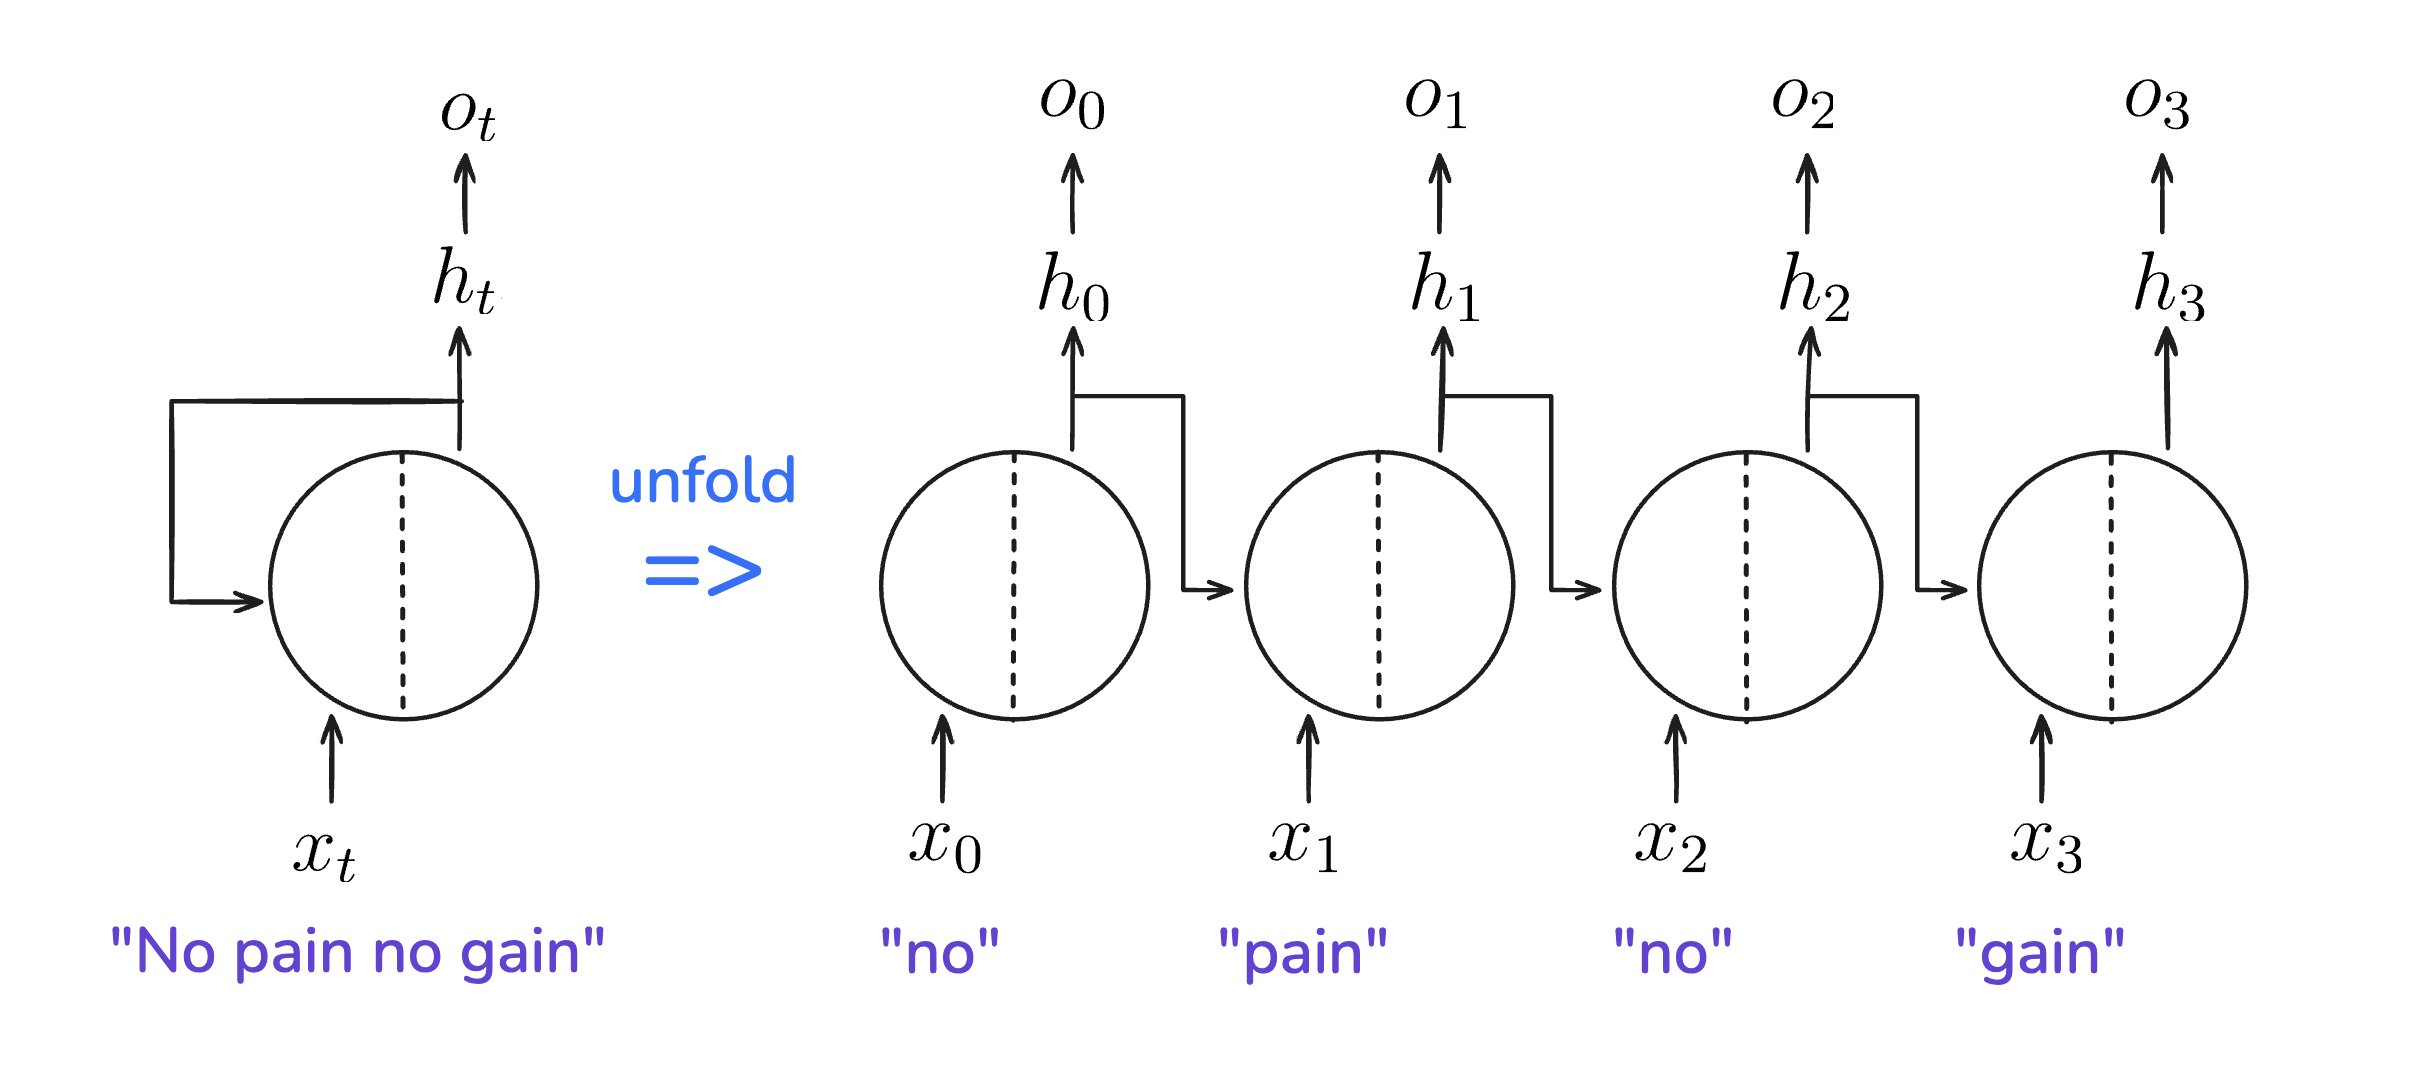 o_t
h_t
x_t
"No pain no gain"
unfold
=>
o_0 o_1 o_2 o_3
h_0 h_1 h_2 h_3
x_0 x_1 x_2 x_3
"no" "pain" "no" "gain"